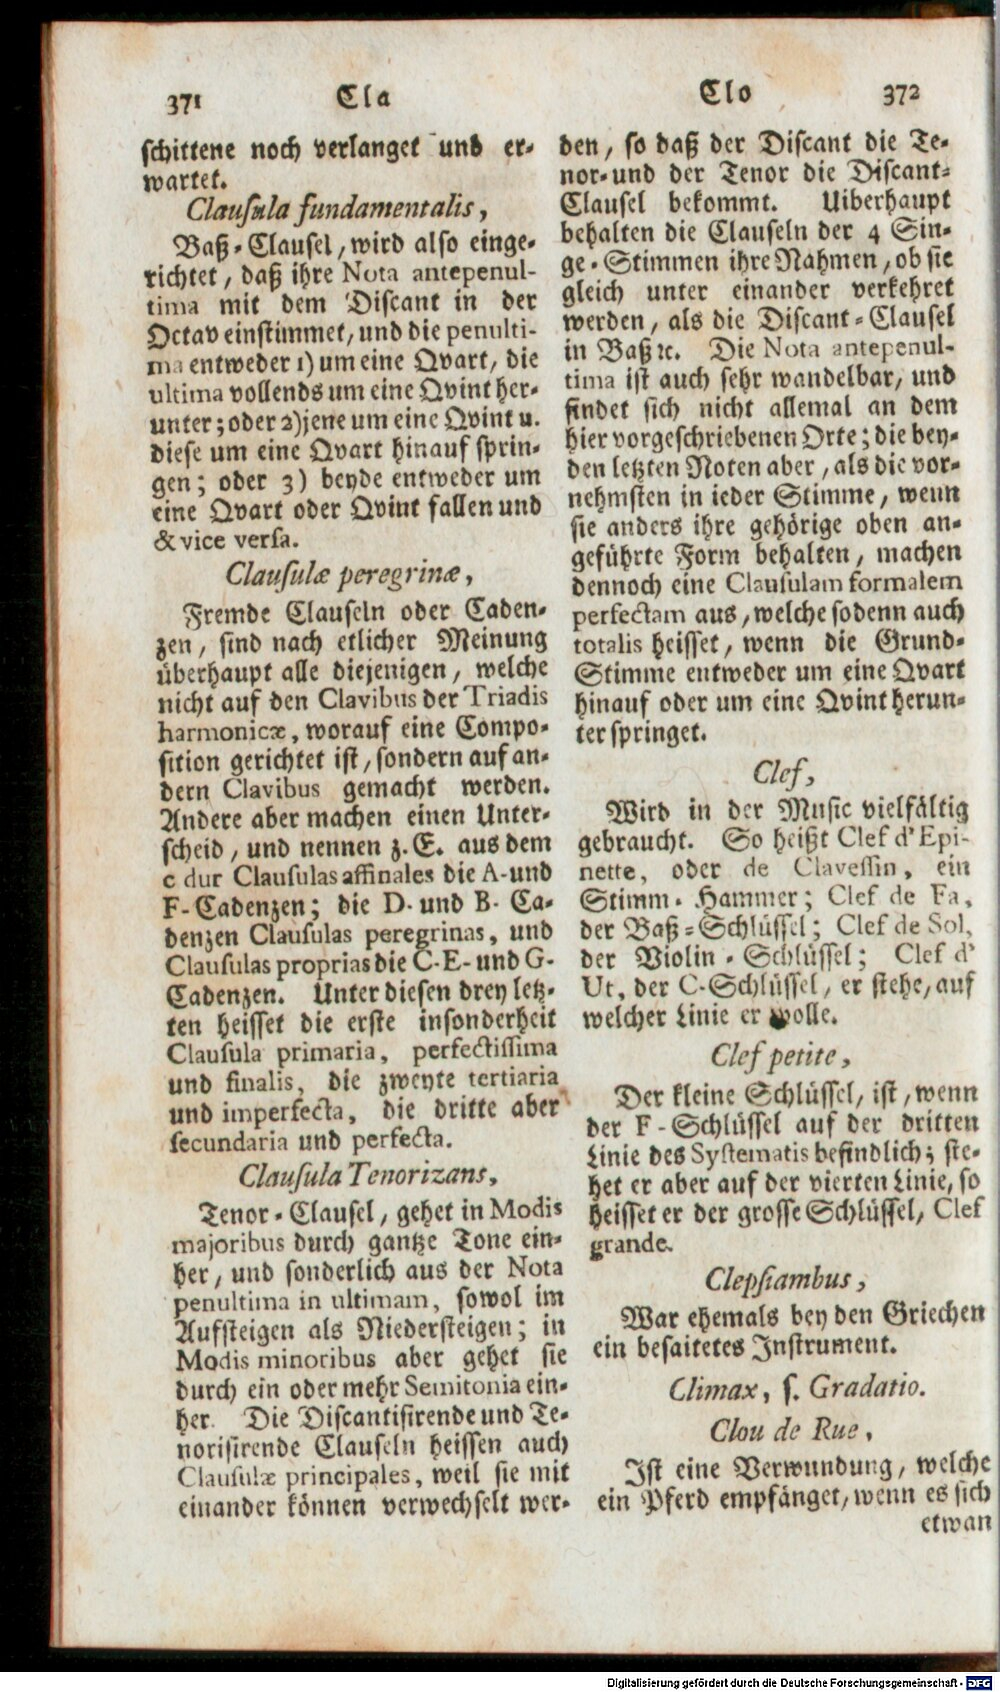 371 Cla
schittene noch verlanget und er-
wartet.
Clausula fundamentalis,
Baß-Clausel, wird also einge-
richtet, daß ihre Nota antepenul-
tima mit dem Discant in der
Octav einstimmet, und die penulti-
ma entweder 1) um eine Qvart, die
ultima vollends um eine Qvint her-
unter; oder 2) jene um eine Qvint u.
diese um eine Qvart hinauf sprin-
gen; oder 3) beyde entweder um
eine Qvart oder Qvint fallen und
& vice versa.
Clausulæ peregrinæ,
Fremde Clauseln oder Caden-
zen, sind nach etlicher Meinung
überhaupt alle diejenigen, welche
nicht auf den Clavibus der Triadis
harmonicæ, worauf eine Compo-
sition gerichtet ist, sondern auf an-
dern Clavibus gemacht werden.
Andere aber machen einen Unter-
scheid, und nennen z. E. aus dem
c dur Clausulas affinales die A- und
F-Cadenzen; die D- und B- Ca-
denzen Clausulas peregrinas, und
Clausulas proprias die C-E- und G-
Cadenzen. Unter diesen drey letz-
ten heisset die erste insonderheit
Clausula primaria, perfectissima
und finalis, die zweyte tertiaria
und imperfecta, die dritte aber
secundaria und perfecta.
Clausula Tenorizans,
Tenor-Clausel, gehet in Modis
majoribus durch gantze Tone ein-
her, und sonderlich aus der Nota
penultima in ultimam, sowol im
Aufsteigen als Niedersteigen; in
Modis minoribus aber gehet sie
durch ein oder mehr Semitonia ein-
her. Die Discantisirende und Te-
norisirende Clauseln heissen auch
Clausulæ principales, weil sie mit
einander können verwechselt wer-
Clo 372
den, so daß der Discant die Te-
nor- und der Tenor die Discant-
Clausel bekommt. Uiberhaupt
behalten die Clauseln der 4 Sin-
ge-Stimmen ihre Nahmen, ob sie
gleich unter einander verkehret
werden, als die Discant-Clausel
in Baß ꝛc. Die Nota antepenul-
tima ist auch sehr wandelbar, und
findet sich nicht allemal an dem
hier vorgeschriebenen Orte; die bey-
den letzten Noten aber, als die vor-
nehmsten in ieder Stimme, wenn
sie anders ihre gehörige oben an-
geführte Form behalten, machen
dennoch eine Clausulam formalem
perfectam aus, welche sodenn auch
totalis heisset, wenn die Grund-
Stimme entweder um eine Qvart
hinauf oder um eine Qvint herun-
ter springet.
Clef,
Wird in der Music vielfältig
gebraucht. So heißt Clef d'Epi-
nette, oder de Clavessin, ein
Stimm-Hammer; Clef de Fa,
der Baß-Schlüssel; Clef de Sol,
der Violin-Schlüssel; Clef d'
Ut, der C-Schlüssel, er stehe, auf
welcher Linie er wolle.
Clef petite,
Der kleine Schlüssel, ist, wenn
der F-Schlüssel auf der dritten
Linie des Systematis befindlich; ste-
het er aber auf der vierten Linie, so
heisset er der grosse Schlüssel, Clef
grande.
Clepsiambus,
War ehemals bey den Griechen
ein besaitetes Instrument.
Climax, s. Gradatio.
Clou de Rue,
Ist eine Verwundung, welche
ein Pferd empfänget, wenn es sich
etwan
Digitalisierung gefördert durch die Deutsche Forschungsgemeinschaft - DFG